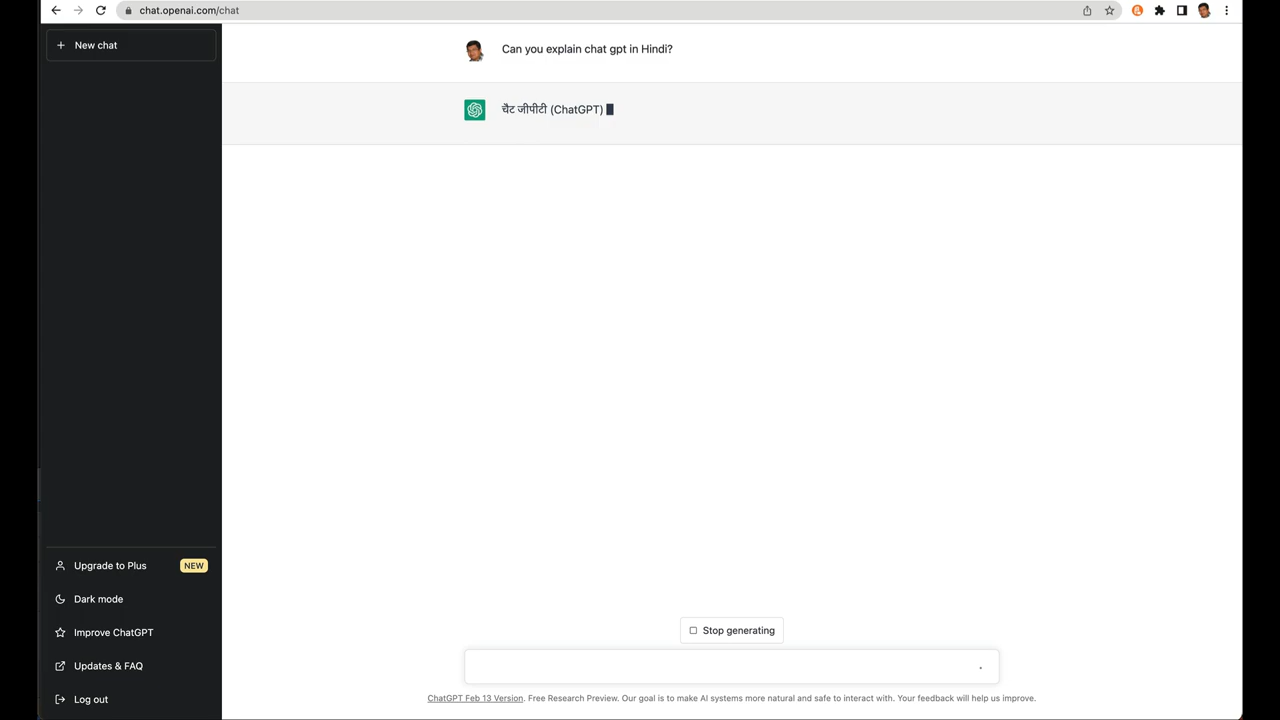 chat.openai.com/chat
New chat
Can you explain chat gpt in Hindi?
चैट जीपीटी (ChatGPT)
Upgrade to Plus NEW
Dark mode
Improve ChatGPT
Updates & FAQ
Log out
Stop generating
ChatGPT Feb 13 Version. Free Research Preview. Our goal is to make AI systems more natural and safe to interact with. Your feedback will help us improve.